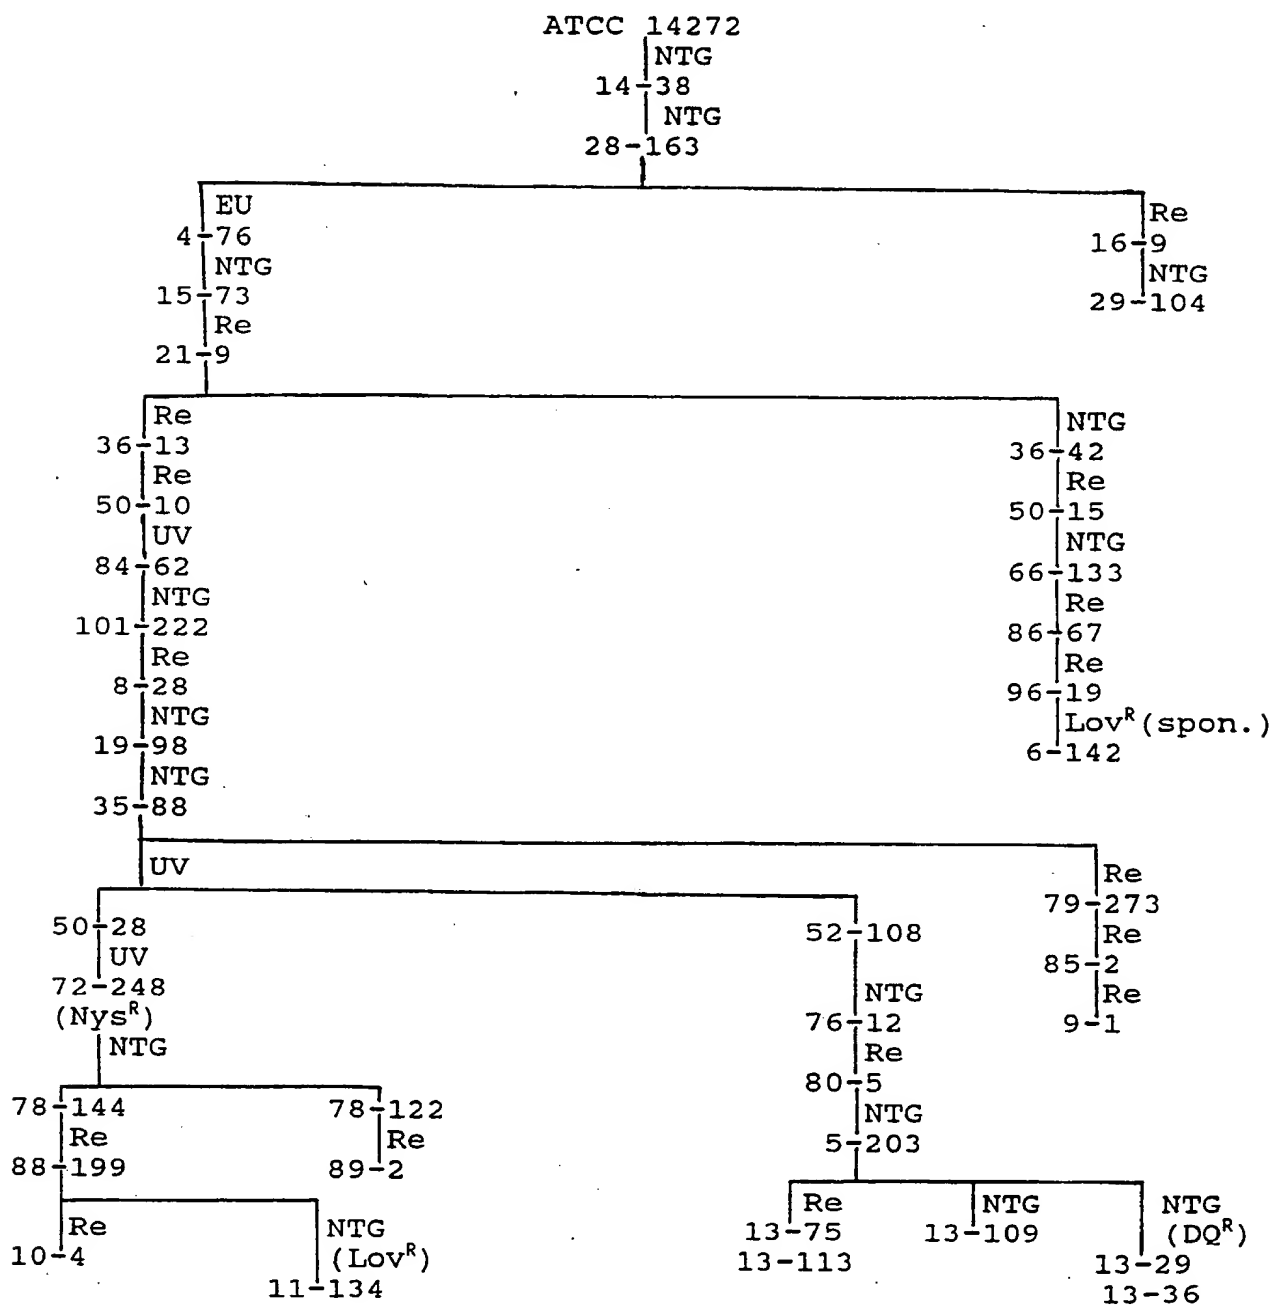 ATCC 14272
NTG
14-38
NTG
28-163
EU
4-76
NTG
15-73
Re
21-9
Re
16-9
NTG
29-104
Re
36-13
Re
50-10
UV
84-62
NTG
101-222
Re
8-28
NTG
19-98
NTG
35-88
NTG
36-42
Re
50-15
NTG
66-133
Re
86-67
Re
96-19
Lov^R (spon.)
6-142
UV
50-28
UV
72-248
(Nys^R)
NTG
78-144
Re
88-199
Re
10-4
NTG
(Lov^R)
11-134
78-122
Re
89-2
52-108
NTG
76-12
Re
80-5
NTG
5-203
Re
13-75
13-113
NTG
13-109
NTG
(DQ^R)
13-29
13-36
Re
79-273
Re
85-2
Re
9-1